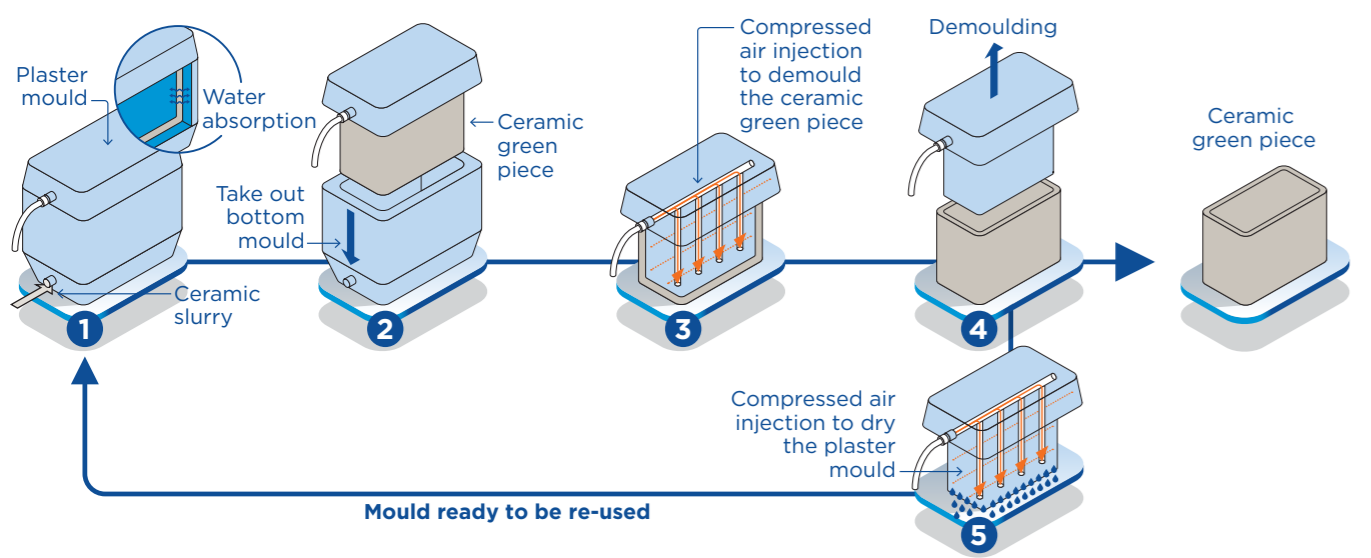 Plaster
mould
Water
absorption
Ceramic
slurry
1
Take out
bottom
mould
Ceramic
green
piece
2
Compressed
air injection
to demould
the ceramic
green piece
3
Demoulding
4
Ceramic
green piece
Compressed air
injection to dry
the plaster
mould
5
Mould ready to be re-used